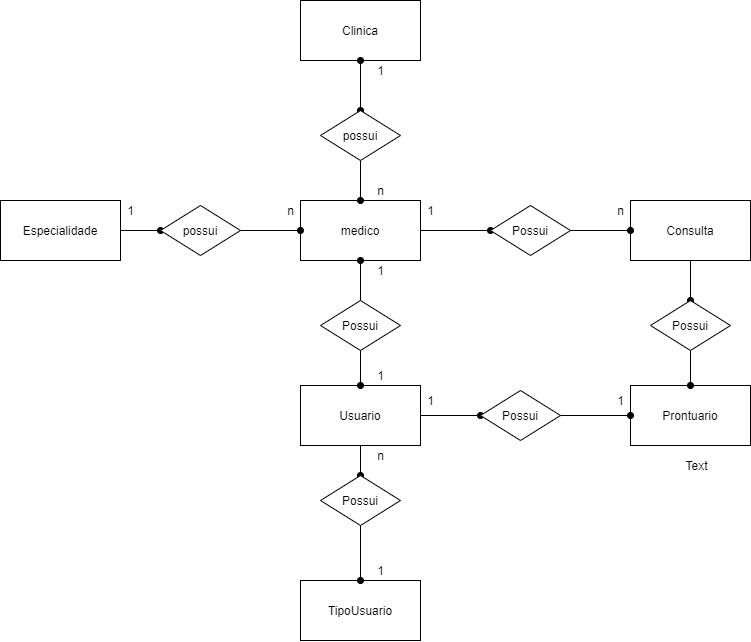 Clinica
1
possui
n
Especialidade
1
possui
n
medico
1
Possui
n
Consulta
1
Possui
Possui
1
Usuario
1
Possui
1
Prontuario
n
Text
Possui
1
TipoUsuario